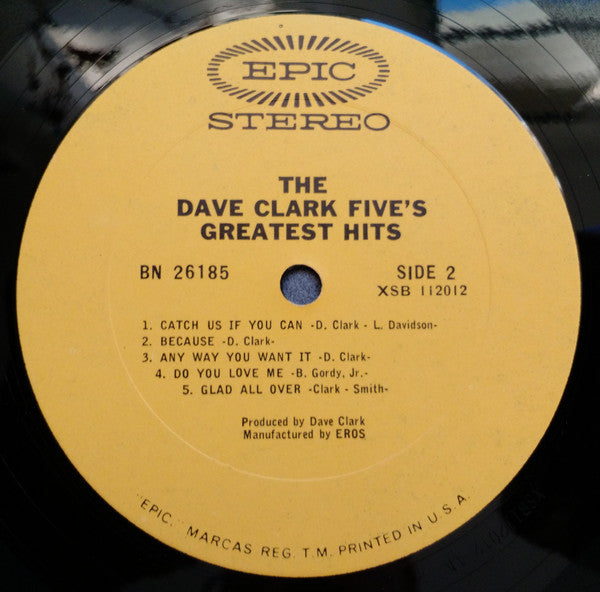 EPIC
STEREO
THE
DAVE CLARK FIVE'S
GREATEST HITS
BN 26185
SIDE 2
XSB 112012
1. CATCH US IF YOU CAN -D. Clark - L. Davidson-
2. BECAUSE -D. Clark-
3. ANY WAY YOU WANT IT -D. Clark-
4. DO YOU LOVE ME -B. Gordy, Jr.-
5. GLAD ALL OVER -Clark - Smith-
Produced by Dave Clark
Manufactured by EROS
"EPIC," MARCAS REG. T.M. PRINTED IN U.S.A.